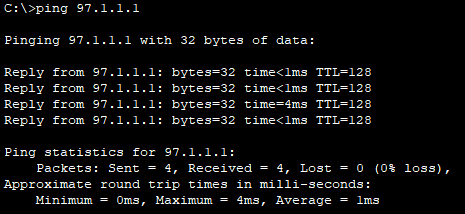 C:\>ping 97.1.1.1
Pinging 97.1.1.1 with 32 bytes of data:
Reply from 97.1.1.1: bytes=32 time<1ms TTL=128
Reply from 97.1.1.1: bytes=32 time<1ms TTL=128
Reply from 97.1.1.1: bytes=32 time=4ms TTL=128
Reply from 97.1.1.1: bytes=32 time<1ms TTL=128
Ping statistics for 97.1.1.1:
Packets: Sent = 4, Received = 4, Lost = 0 (0% loss),
Approximate round trip times in milli-seconds:
Minimum = 0ms, Maximum = 4ms, Average = 1ms